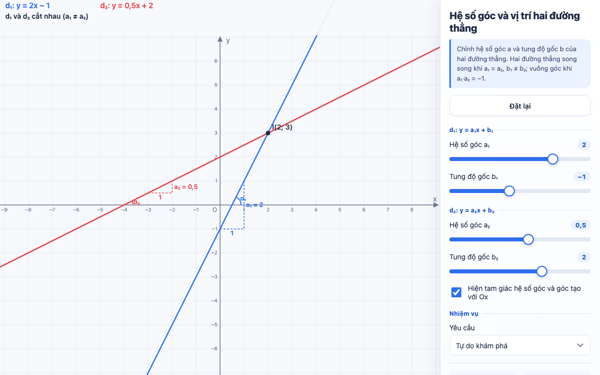 d₁: y = 2x − 1
d₂: y = 0,5x + 2
d₁ và d₂ cắt nhau (a₁ ≠ a₂)
y
6
5
4
3
2
1
I(2; 3)
a₂ = 0,5
1
α₂
α₁
a₁ = 2
1
x
O
−9 −8 −7 −6 −5 −4 −3 −2 −1 1 2 3 4 5 6 7 8
−1
−2
−3
−4
−5
−6
Hệ số góc và vị trí hai đường
thẳng
Chỉnh hệ số góc a và tung độ gốc b của
hai đường thẳng. Hai đường thẳng song
song khi a₁ = a₂, b₁ ≠ b₂; vuông góc khi
a₁·a₂ = −1.
Đặt lại
d₁: y = a₁x + b₁
Hệ số góc a₁ 2
Tung độ gốc b₁ −1
d₂: y = a₂x + b₂
Hệ số góc a₂ 0,5
Tung độ gốc b₂ 2
Hiện tam giác hệ số góc và góc tạo
với Ox
Nhiệm vụ
Yêu cầu
Tự do khám phá